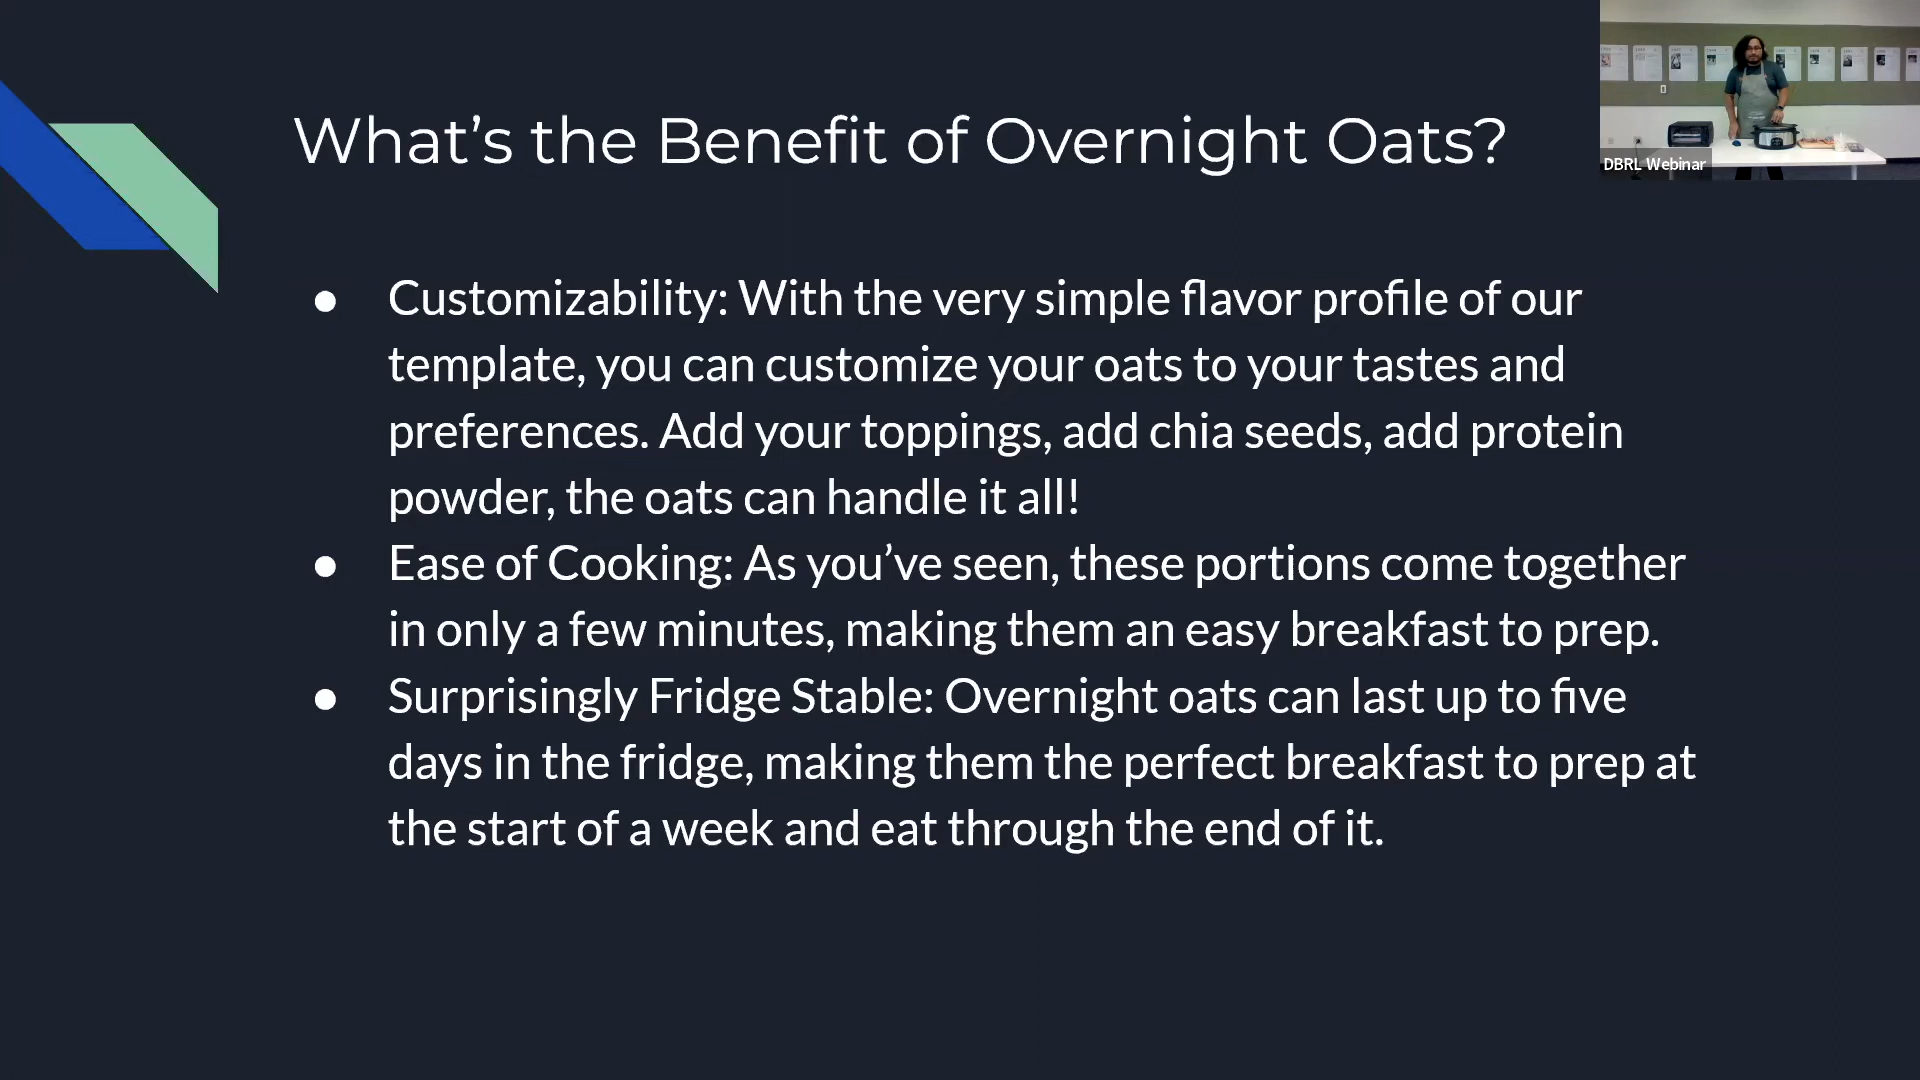 What's the Benefit of Overnight Oats?
DBRL Webinar
● Customizability: With the very simple flavor profile of our
template, you can customize your oats to your tastes and
preferences. Add your toppings, add chia seeds, add protein
powder, the oats can handle it all!
● Ease of Cooking: As you’ve seen, these portions come together
in only a few minutes, making them an easy breakfast to prep.
● Surprisingly Fridge Stable: Overnight oats can last up to five
days in the fridge, making them the perfect breakfast to prep at
the start of a week and eat through the end of it.